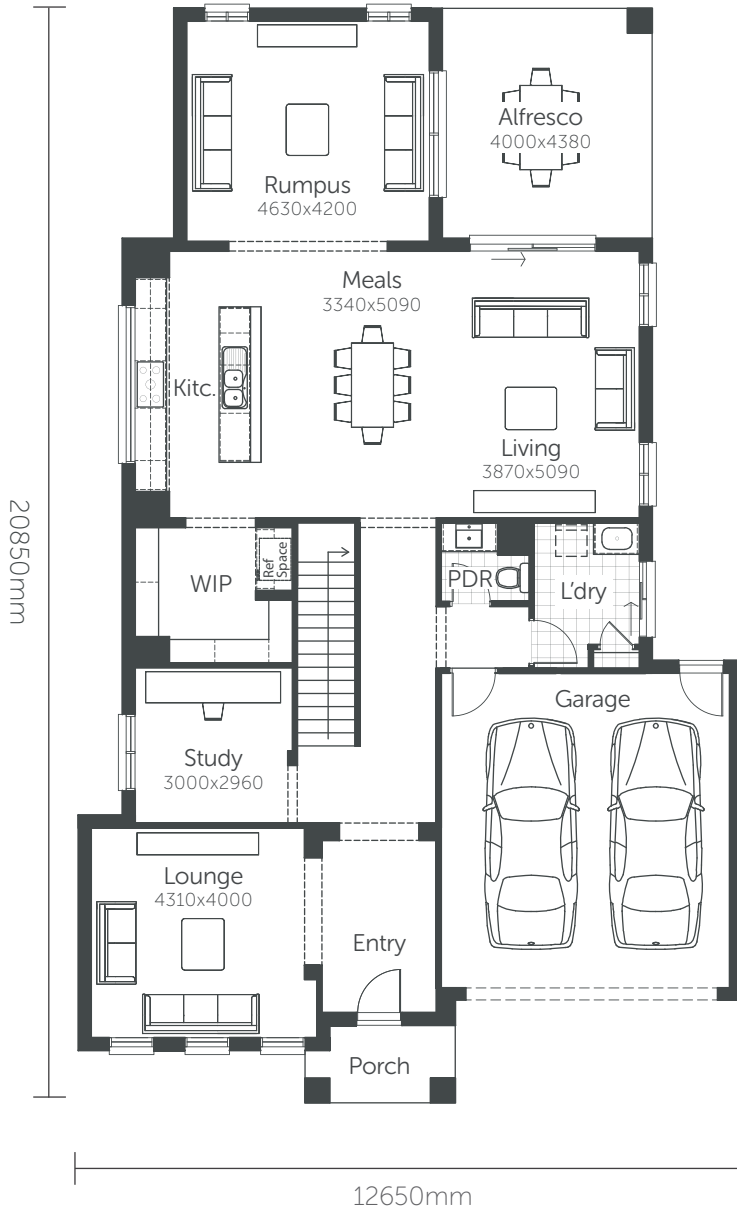 Alfresco
4000x4380
Rumpus
4630x4200
Meals
3340x5090
Kitc.
Living
3870x5090
20850mm
WIP
Ref
Space
PDR
L'dry
Garage
Study
3000x2960
Lounge
4310x4000
Entry
Porch
12650mm